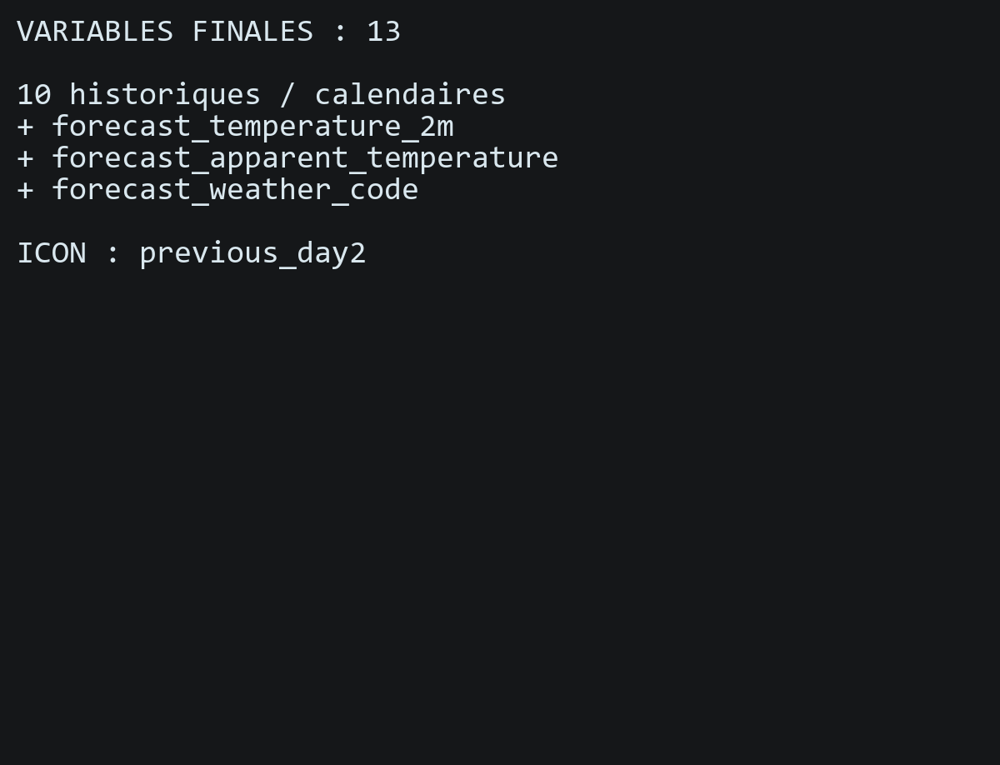 VARIABLES FINALES : 13
10 historiques / calendaires
+ forecast_temperature_2m
+ forecast_apparent_temperature
+ forecast_weather_code
ICON : previous_day2